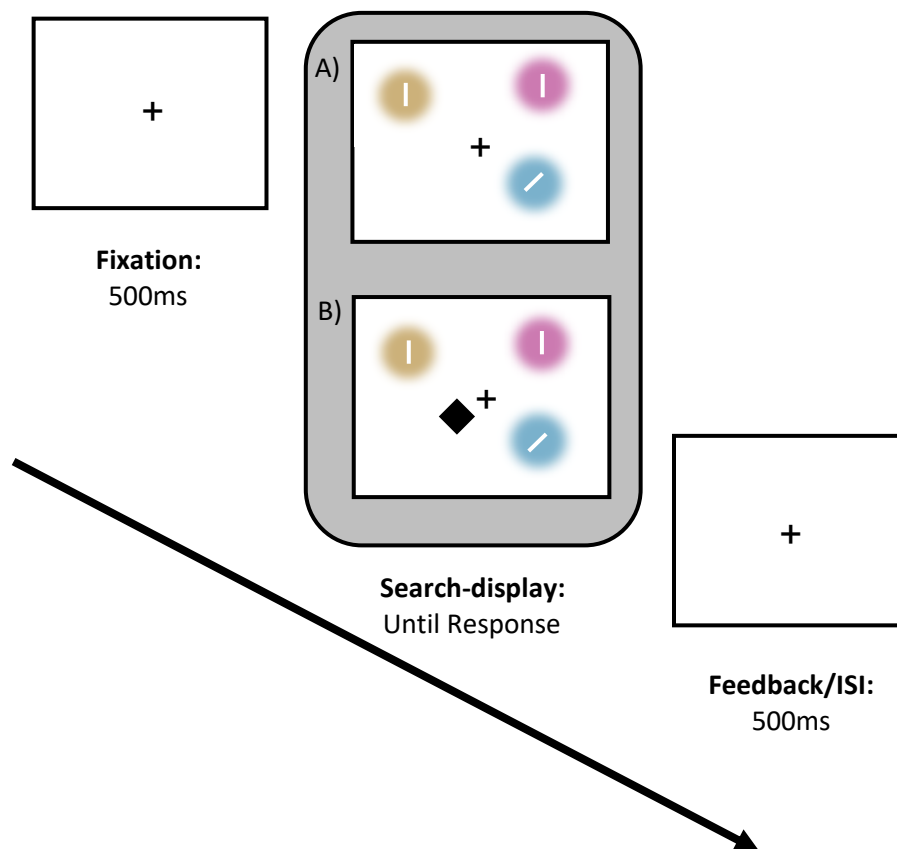 Fixation:
500ms
A)
B)
Search-display:
Until Response
Feedback/ISI:
500ms